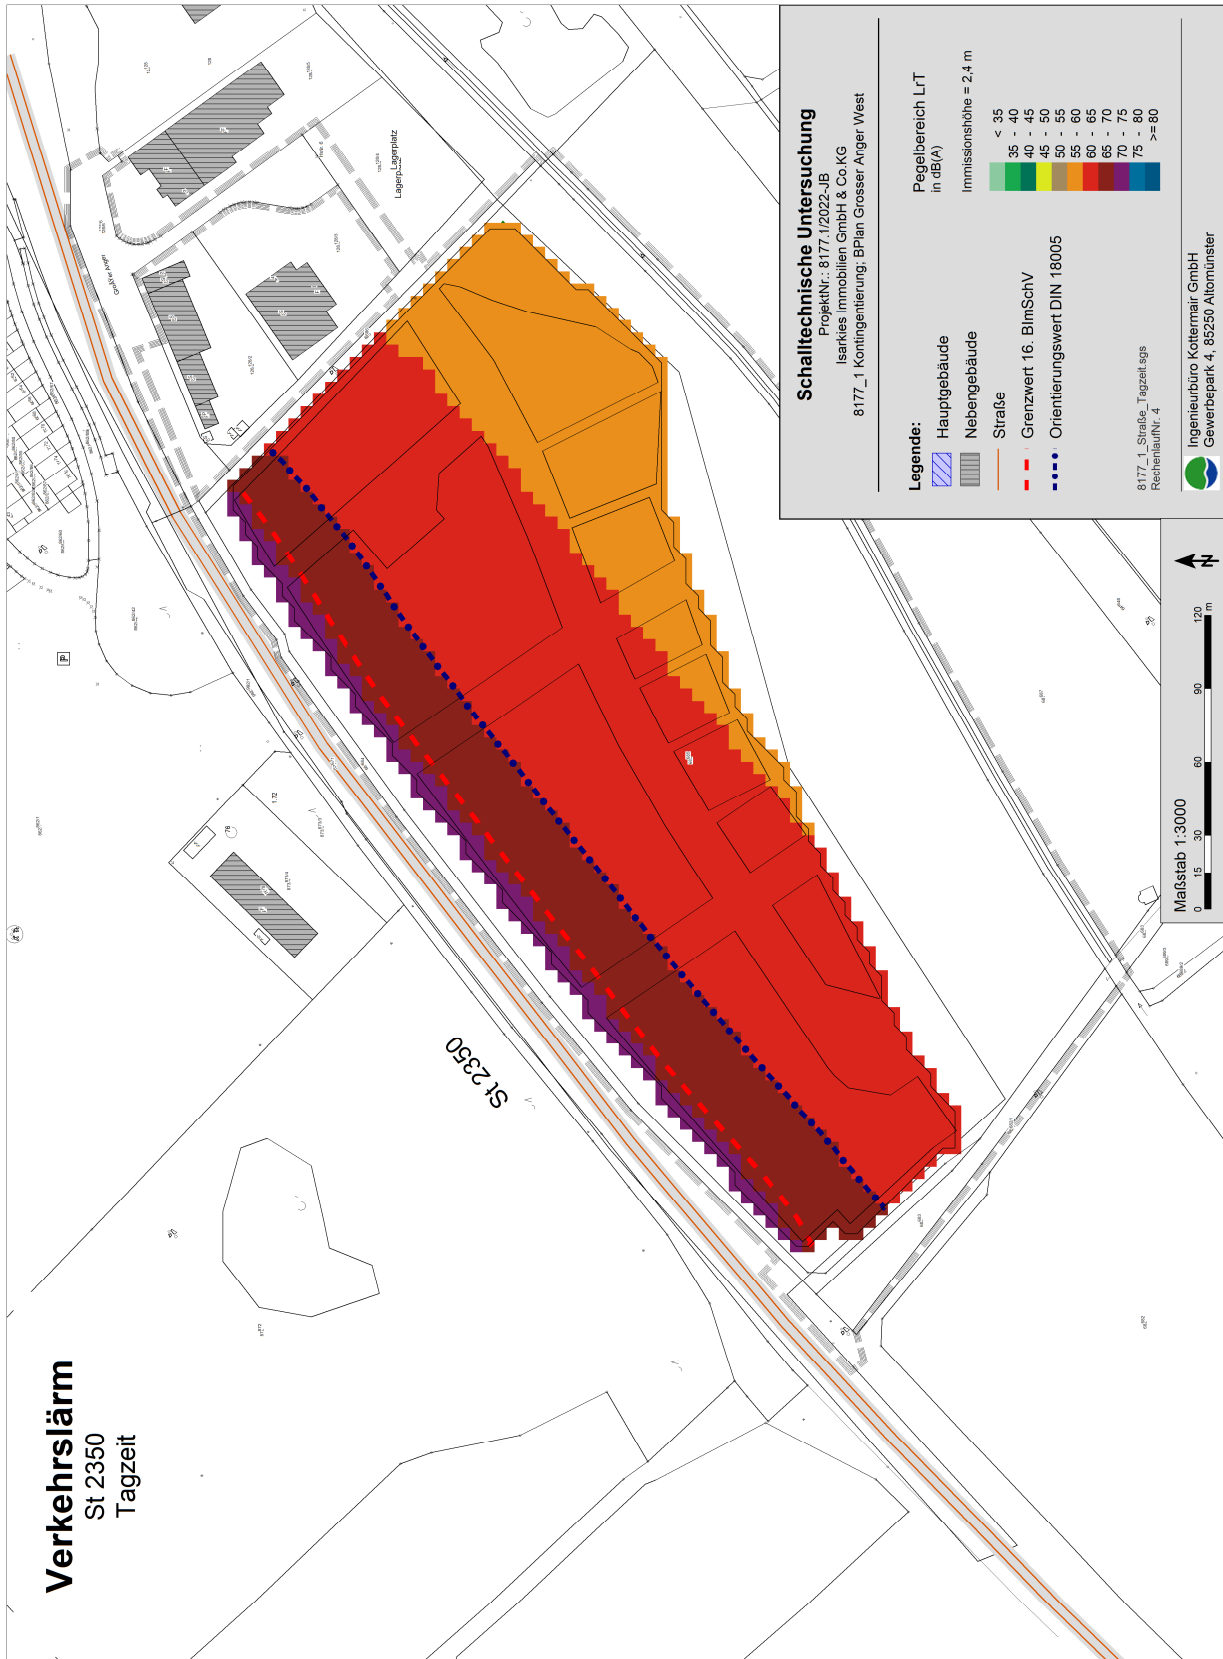 Verkehrslärm
St 2350
Tagzeit
St 2350
Lagerplatz
Schalltechnische Untersuchung
ProjektNr.: 8177.1/2022-JB
Isarkies Immobilien GmbH & Co.KG
8177_1 Kontingentierung; BPlan Grosser Anger West
Legende:
Hauptgebäude
Nebengebäude
Straße
Grenzwert 16. BImSchV
Orientierungswert DIN 18005
Pegelbereich LrT
in dB(A)
Immissionshöhe = 2,4 m
< 35
35 - 40
40 - 45
45 - 50
50 - 55
55 - 60
60 - 65
65 - 70
70 - 75
75 - 80
>= 80
8177_1_Straße_Tagzeit.sgs
RechenlaufNr. 4
Ingenieurbüro Kottermair GmbH
Gewerbepark 4, 85250 Altomünster
N
Maßstab 1:3000
0 15 30 60 90 120
m